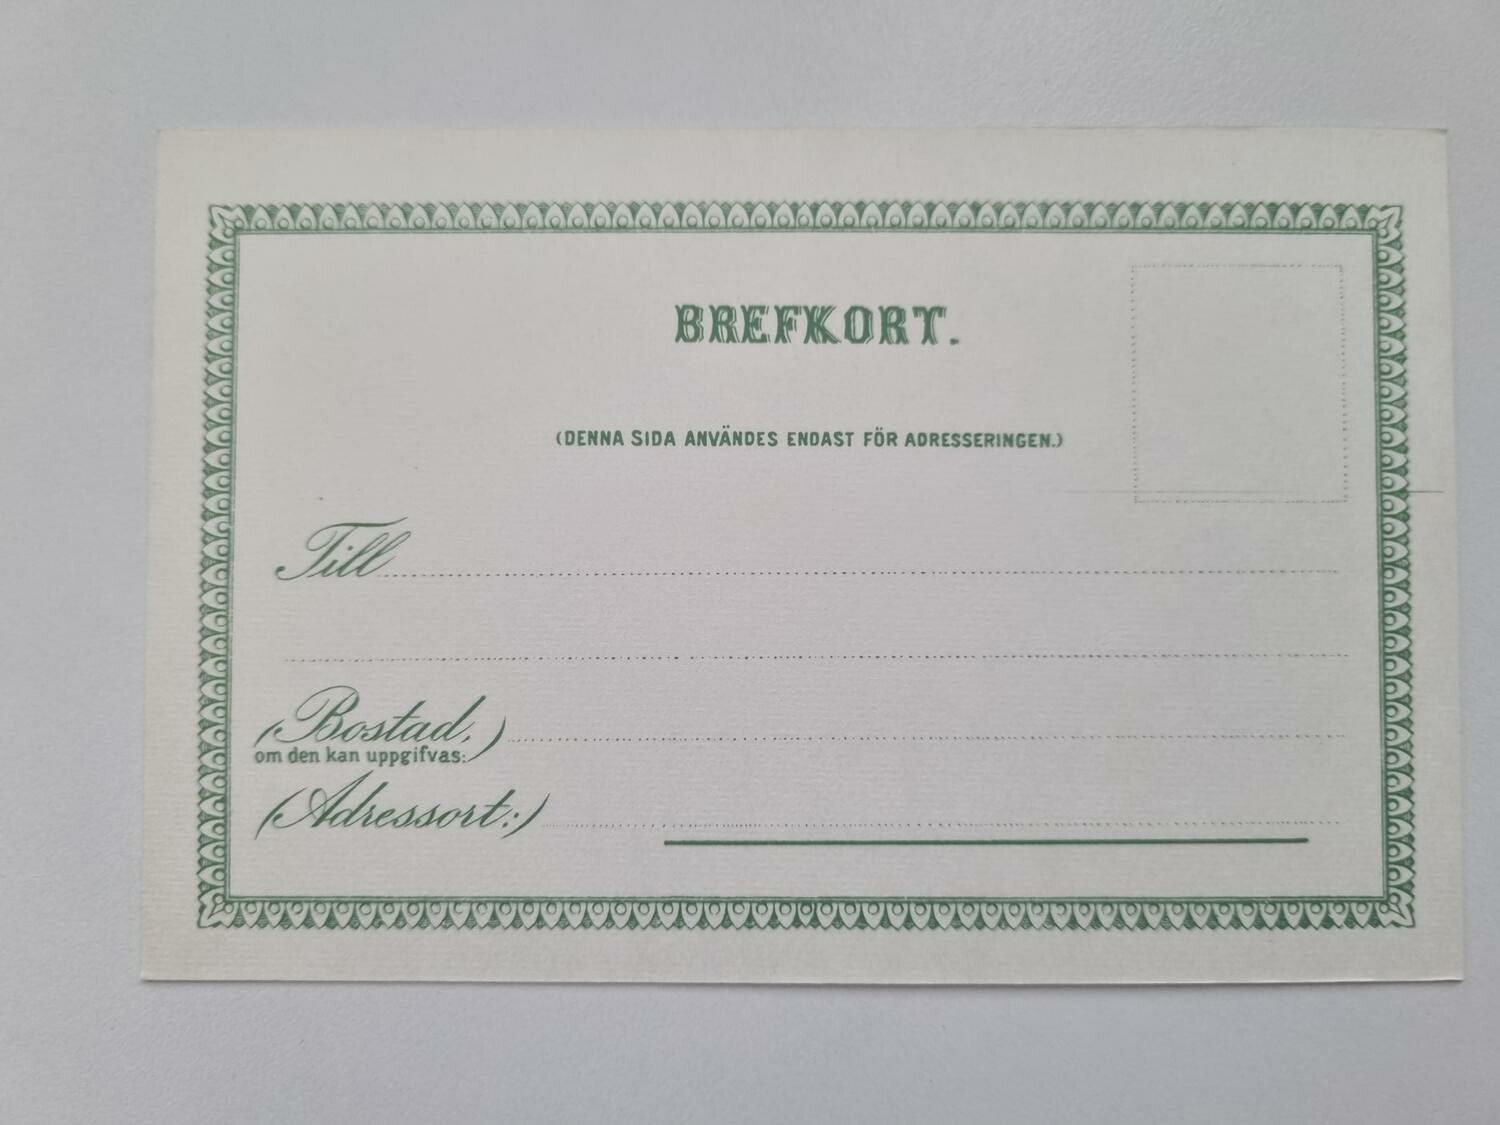 BREFKORT.
(DENNA SIDA ANVÄNDES ENDAST FÖR ADRESSERINGEN.)
Till
(Bostad,)
om den kan uppgifvas:
(Adressort:)